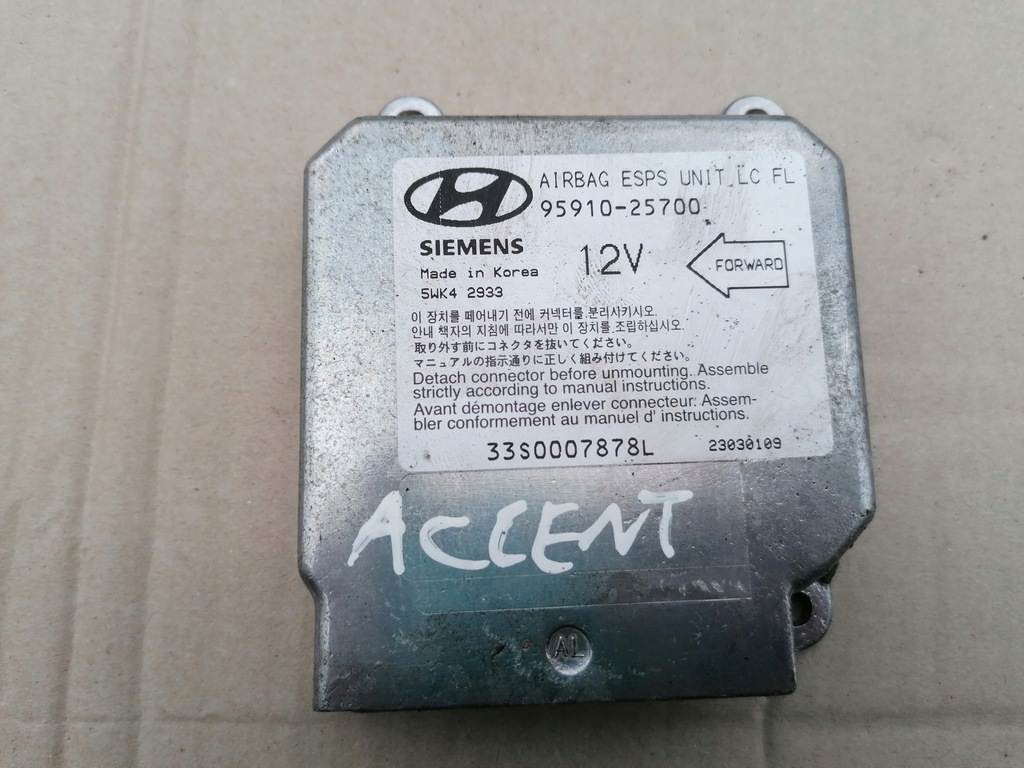 AIRBAG ESPS UNIT LC FL
95910-25700
SIEMENS
12V
FORWARD
Made in Korea
5WK4 2933
이 장치를 떼어내기 전에 커넥터를 분리시키시오.
안내 책자의 지침에 따라서만 이 장치를 조립하십시오.
取り外す前にコネクタを抜いてください。
マニュアルの指示通りに正しく組み付けてください。
Detach connector before unmounting. Assemble
strictly according to manual instructions.
Avant démontage enlever connecteur: Assem-
bler conformement au manuel d' instructions.
33S0007878L
23030109
ACCENT
A1